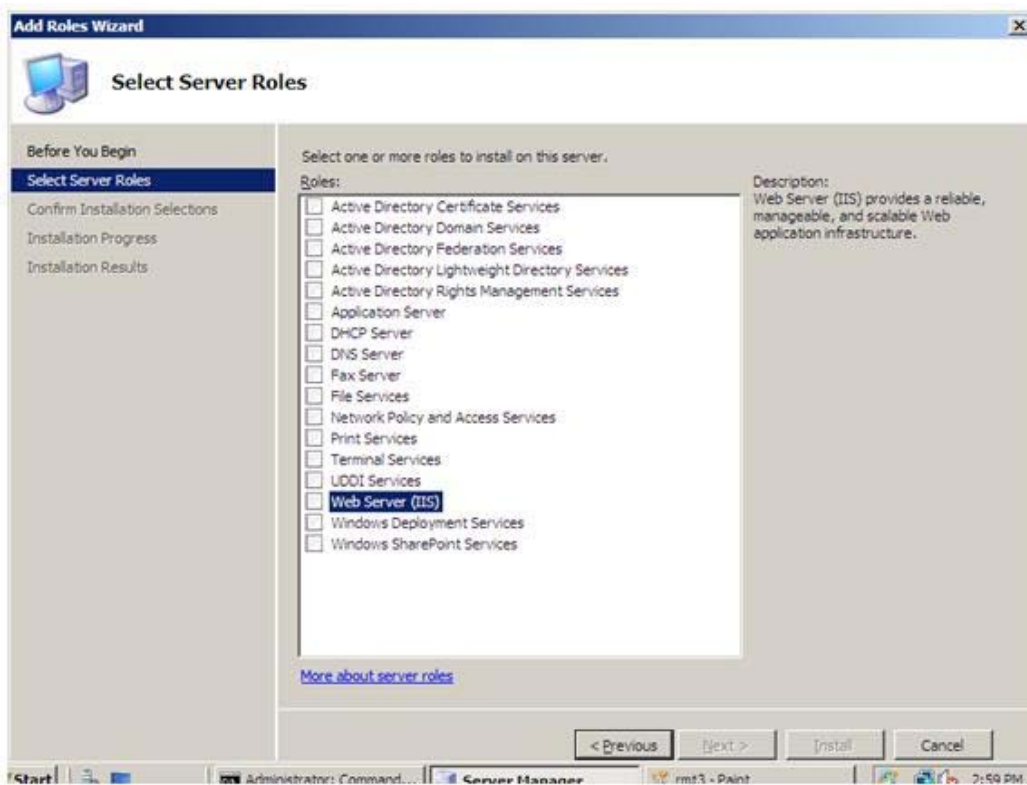 Add Roles Wizard
Select Server Roles
Before You Begin
Select Server Roles
Confirm Installation Selections
Installation Progress
Installation Results
Select one or more roles to install on this server.
Roles:
Active Directory Certificate Services
Active Directory Domain Services
Active Directory Federation Services
Active Directory Lightweight Directory Services
Active Directory Rights Management Services
Application Server
DHCP Server
DNS Server
Fax Server
File Services
Network Policy and Access Services
Print Services
Terminal Services
UDDI Services
Web Server (IIS)
Windows Deployment Services
Windows SharePoint Services
More about server roles
Description:
Web Server (IIS) provides a reliable,
manageable, and scalable Web
application infrastructure.
< Previous
Next >
Install
Cancel
Start
Administrator: Command...
Server Manager
rmt3 - Paint
2:59 PM